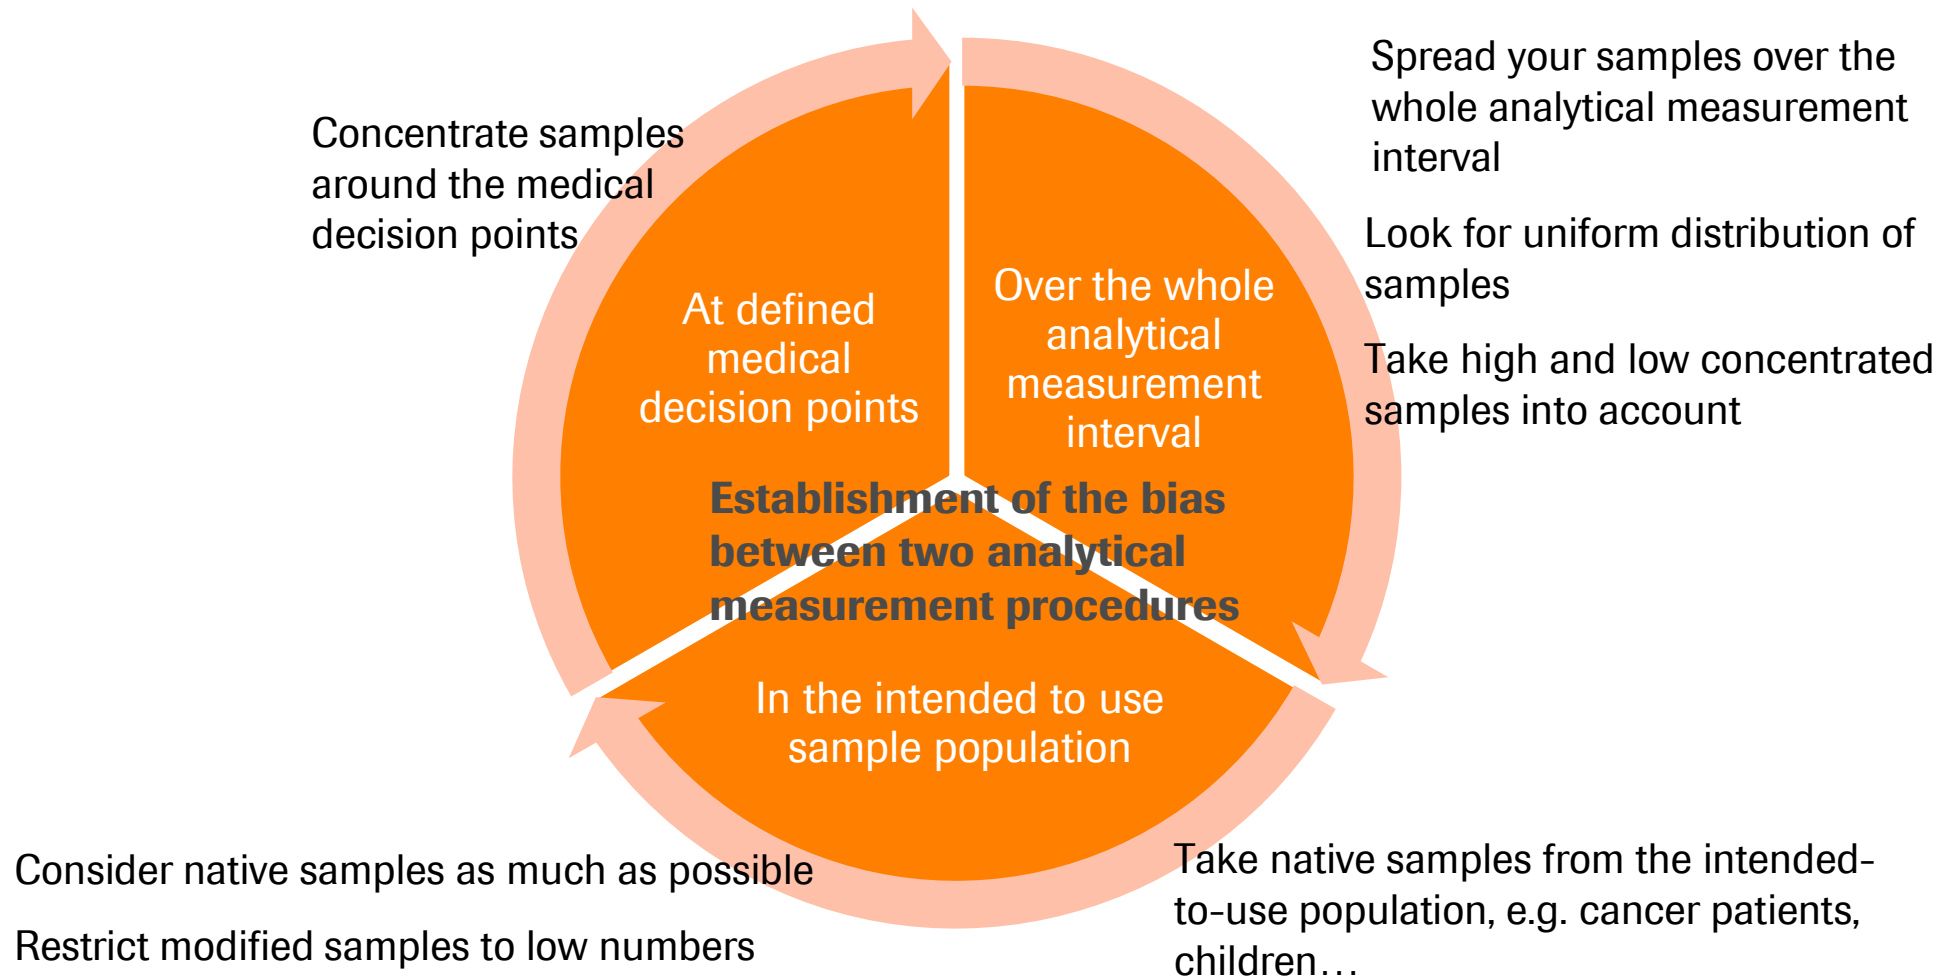 Concentrate samples
around the medical
decision points
Spread your samples over the
whole analytical measurement
interval
Look for uniform distribution of
samples
Take high and low concentrated
samples into account
At defined
medical
decision points
Over the whole
analytical
measurement
interval
Establishment of the bias
between two analytical
measurement procedures
In the intended to use
sample population
Consider native samples as much as possible
Restrict modified samples to low numbers
Take native samples from the intended-
to-use population, e.g. cancer patients,
children…